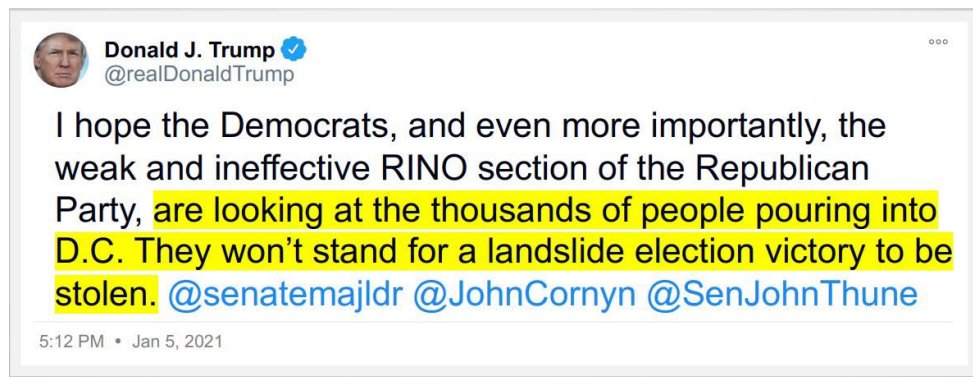 Donald J. Trump
@realDonaldTrump
I hope the Democrats, and even more importantly, the
weak and ineffective RINO section of the Republican
Party, are looking at the thousands of people pouring into
D.C. They won’t stand for a landslide election victory to be
stolen. @senatemajldr @JohnCornyn @SenJohnThune
5:12 PM • Jan 5, 2021